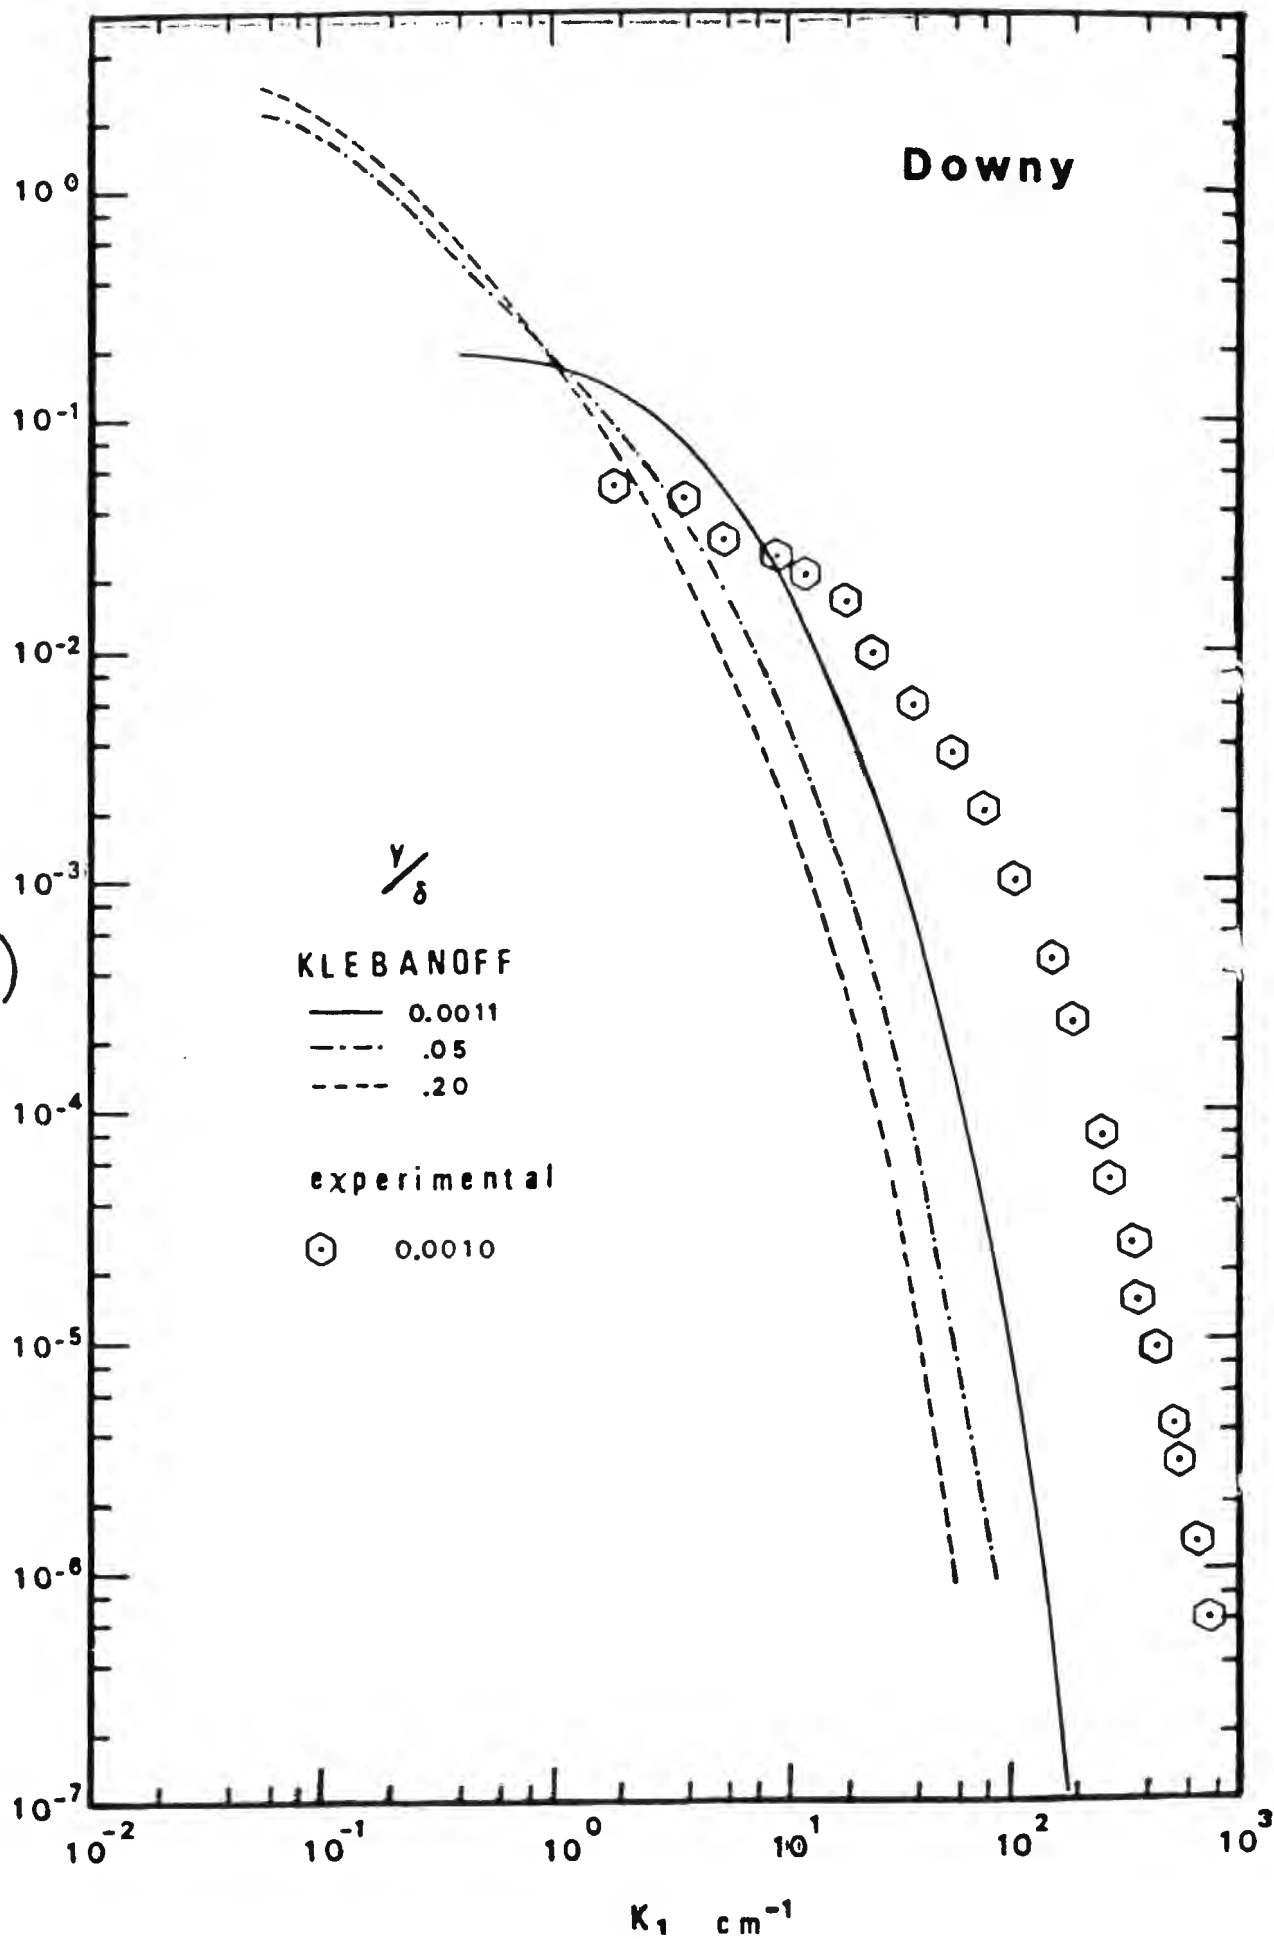 Downy
10⁰
10⁻¹
10⁻²
10⁻³
10⁻⁴
10⁻⁵
10⁻⁶
10⁻⁷
)
Y/δ
KLEBANOFF
0.0011
.05
.20
experimental
0.0010
10⁻² 10⁻¹ 10⁰ 10¹ 10² 10³
K₁ cm⁻¹